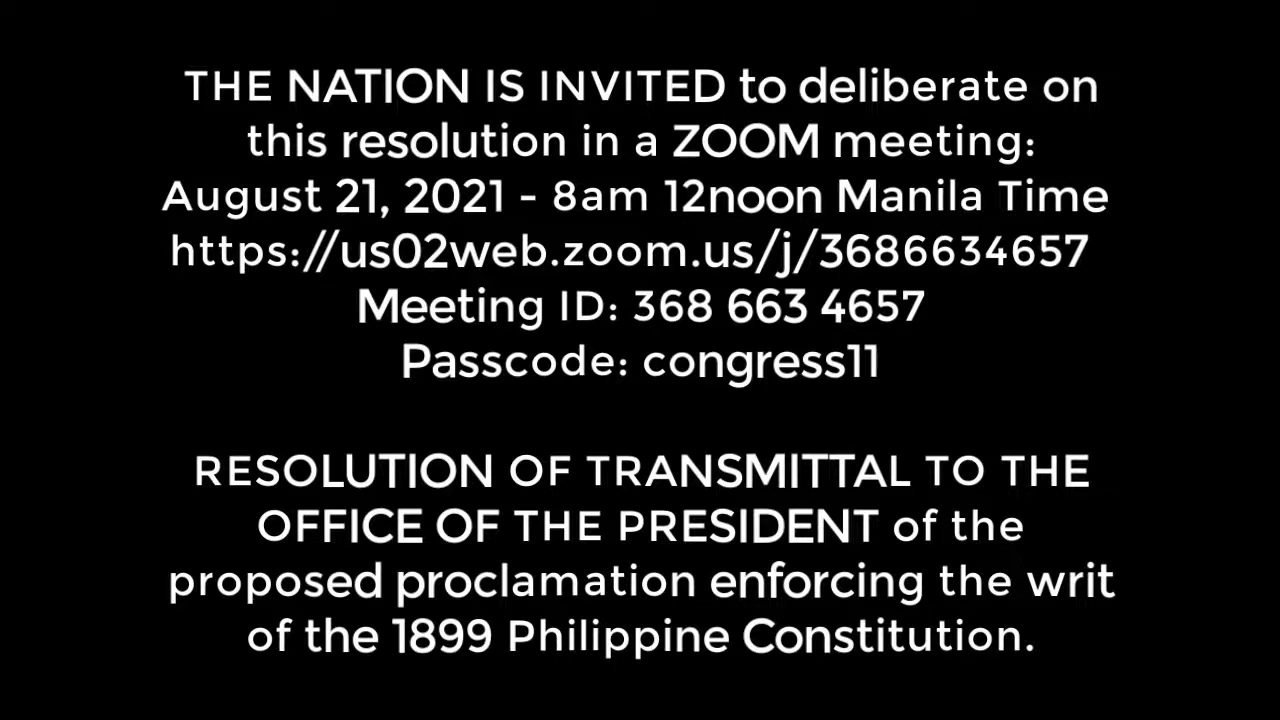 THE NATION IS INVITED to deliberate on
this resolution in a ZOOM meeting:
August 21, 2021 - 8am 12noon Manila Time
https://us02web.zoom.us/j/3686634657
Meeting ID: 368 663 4657
Passcode: congress11
RESOLUTION OF TRANSMITTAL TO THE
OFFICE OF THE PRESIDENT of the
proposed proclamation enforcing the writ
of the 1899 Philippine Constitution.